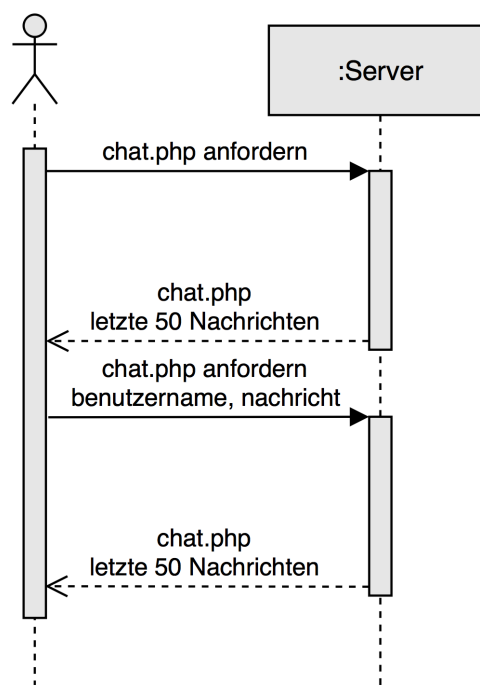 :Server
chat.php anfordern
chat.php
letzte 50 Nachrichten
chat.php anfordern
benutzername, nachricht
chat.php
letzte 50 Nachrichten